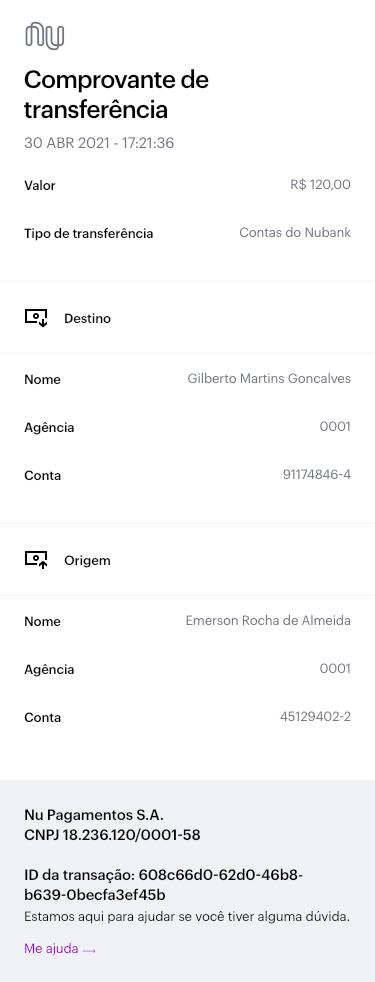 nu
Comprovante de
transferência
30 ABR 2021 - 17:21:36
Valor R$ 120,00
Tipo de transferência Contas do Nubank
Destino
Nome Gilberto Martins Goncalves
Agência 0001
Conta 91174846-4
Origem
Nome Emerson Rocha de Almeida
Agência 0001
Conta 45129402-2
Nu Pagamentos S.A.
CNPJ 18.236.120/0001-58
ID da transação: 608c66d0-62d0-46b8-
b639-0becfa3ef45b
Estamos aqui para ajudar se você tiver alguma dúvida.
Me ajuda →